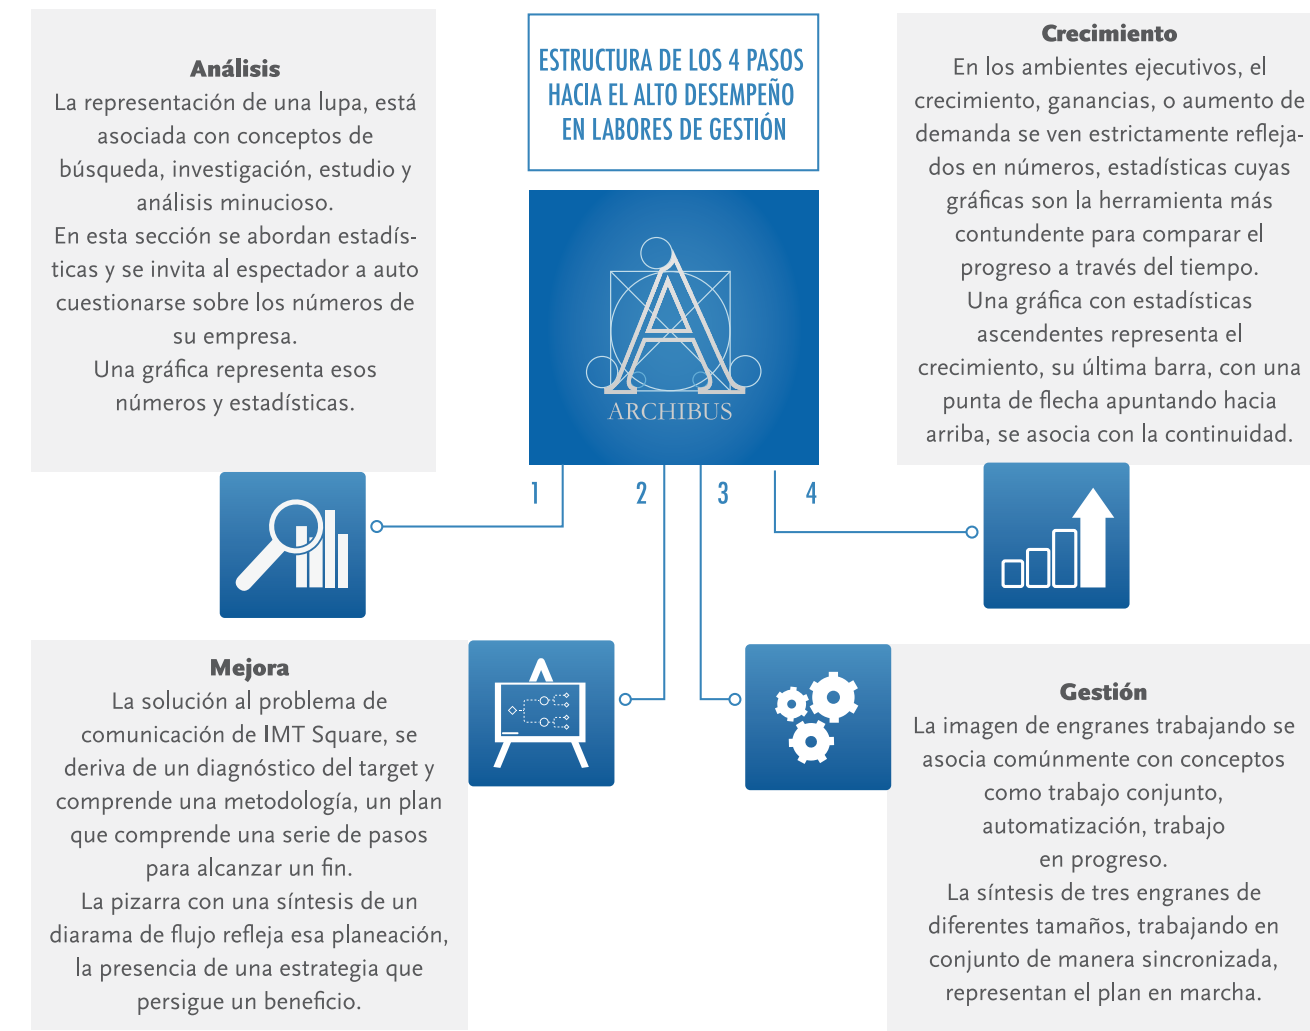 ESTRUCTURA DE LOS 4 PASOS
HACIA EL ALTO DESEMPEÑO
EN LABORES DE GESTIÓN
ARCHIBUS
1
2
3
4
Análisis
La representación de una lupa, está
asociada con conceptos de
búsqueda, investigación, estudio y
análisis minucioso.
En esta sección se abordan estadís-
ticas y se invita al espectador a auto
cuestionarse sobre los números de
su empresa.
Una gráfica representa esos
números y estadísticas.
Mejora
La solución al problema de
comunicación de IMT Square, se
deriva de un diagnóstico del target y
comprende una metodología, un plan
que comprende una serie de pasos
para alcanzar un fin.
La pizarra con una síntesis de un
diarama de flujo refleja esa planeación,
la presencia de una estrategia que
persigue un beneficio.
Gestión
La imagen de engranes trabajando se
asocia comúnmente con conceptos
como trabajo conjunto,
automatización, trabajo
en progreso.
La síntesis de tres engranes de
diferentes tamaños, trabajando en
conjunto de manera sincronizada,
representan el plan en marcha.
Crecimiento
En los ambientes ejecutivos, el
crecimiento, ganancias, o aumento de
demanda se ven estrictamente refleja-
dos en números, estadísticas cuyas
gráficas son la herramienta más
contundente para comparar el
progreso a través del tiempo.
Una gráfica con estadísticas
ascendentes representa el
crecimiento, su última barra, con una
punta de flecha apuntando hacia
arriba, se asocia con la continuidad.